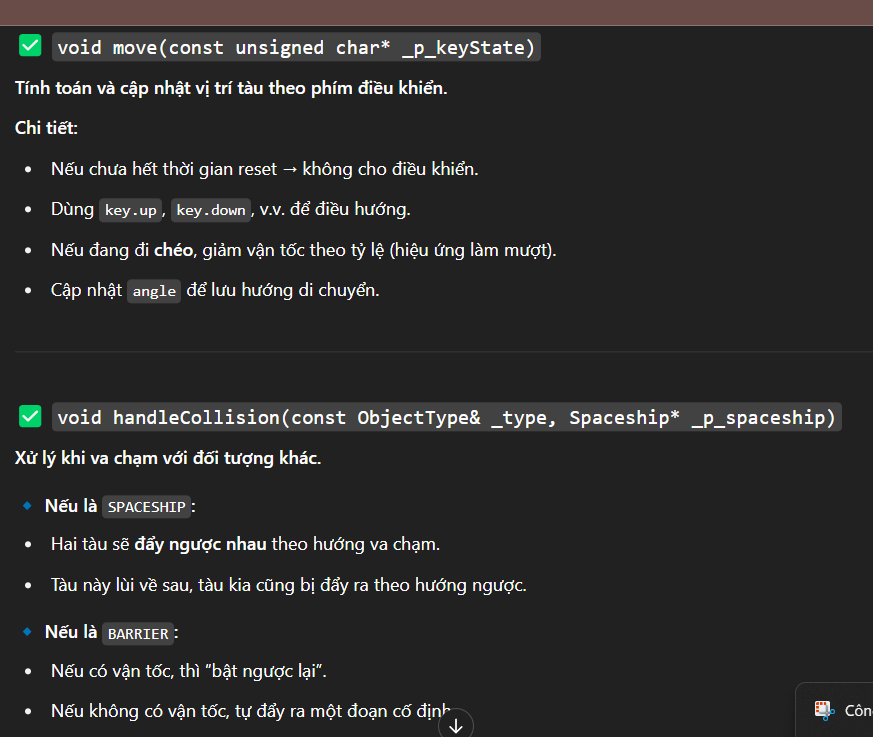 void move(const unsigned char* _p_keyState)
Tính toán và cập nhật vị trí tàu theo phím điều khiển.
Chi tiết:
Nếu chưa hết thời gian reset → không cho điều khiển.
Dùng key.up, key.down, v.v. để điều hướng.
Nếu đang đi chéo, giảm vận tốc theo tỷ lệ (hiệu ứng làm mượt).
Cập nhật angle để lưu hướng di chuyển.
void handleCollision(const ObjectType& _type, Spaceship* _p_spaceship)
Xử lý khi va chạm với đối tượng khác.
Nếu là SPACESHIP:
Hai tàu sẽ đẩy ngược nhau theo hướng va chạm.
Tàu này lùi về sau, tàu kia cũng bị đẩy ra theo hướng ngược.
Nếu là BARRIER:
Nếu có vận tốc, thì “bật ngược lại”.
Nếu không có vận tốc, tự đẩy ra một đoạn cố định